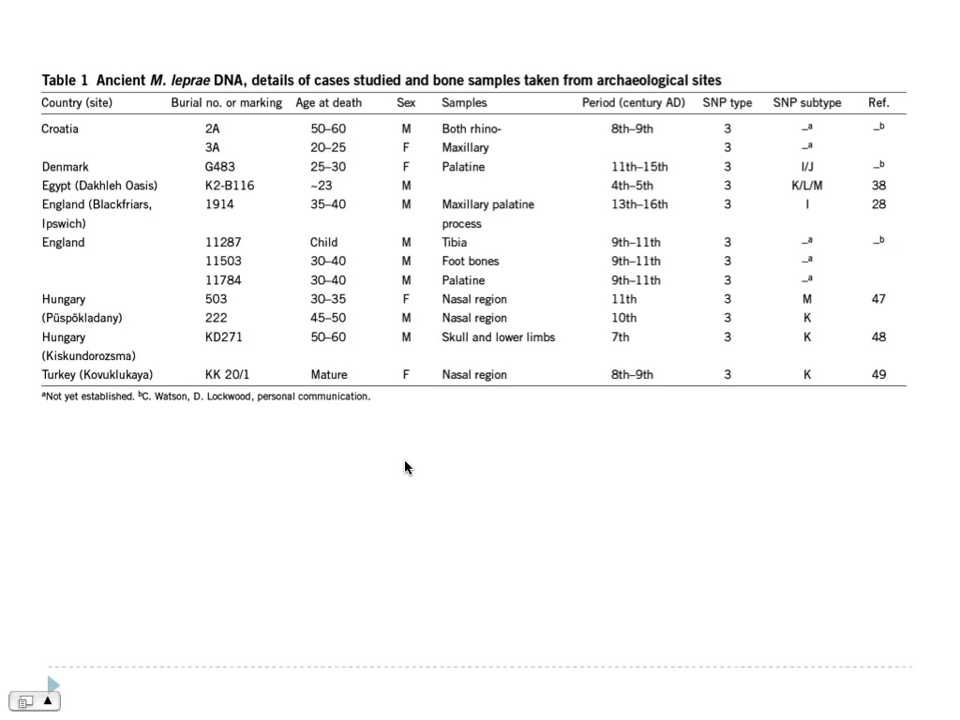 Table 1 Ancient M. leprae DNA, details of cases studied and bone samples taken from archaeological sites
Country (site) Burial no. or marking Age at death Sex Samples Period (century AD) SNP type SNP subtype Ref.
Croatia 2A 50–60 M Both rhino- 8th–9th 3 –a –b
3A 20–25 F Maxillary 3 –a
Denmark G483 25–30 F Palatine 11th–15th 3 I/J –b
Egypt (Dakhleh Oasis) K2-B116 ~23 M 4th–5th 3 K/L/M 38
England (Blackfriars, 1914 35–40 M Maxillary palatine 13th–16th 3 I 28
Ipswich) process
England 11287 Child M Tibia 9th–11th 3 –a –b
11503 30–40 M Foot bones 9th–11th 3 –a
11784 30–40 M Palatine 9th–11th 3 –a
Hungary 503 30–35 F Nasal region 11th 3 M 47
(Püspökladany) 222 45–50 M Nasal region 10th 3 K
Hungary KD271 50–60 M Skull and lower limbs 7th 3 K 48
(Kiskundorozsma)
Turkey (Kovuklukaya) KK 20/1 Mature F Nasal region 8th–9th 3 K 49
aNot yet established. bC. Watson, D. Lockwood, personal communication.